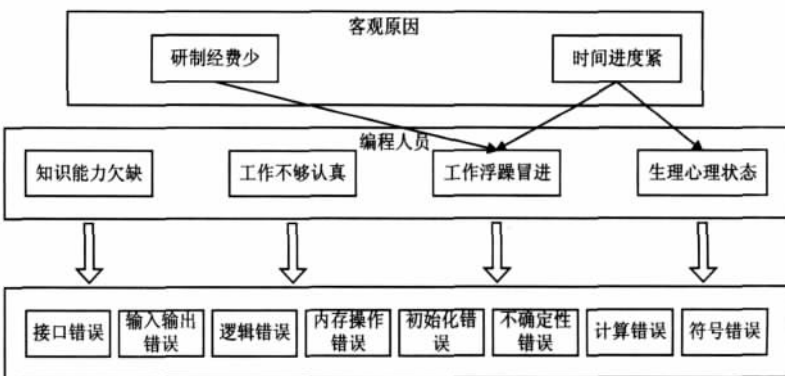 客观原因
研制经费少
时间进度紧
编程人员
知识能力欠缺
工作不够认真
工作浮躁冒进
生理心理状态
接口错误
输入输出
错误
逻辑错误
内存操作
错误
初始化错
误
不确定性
错误
计算错误
符号错误